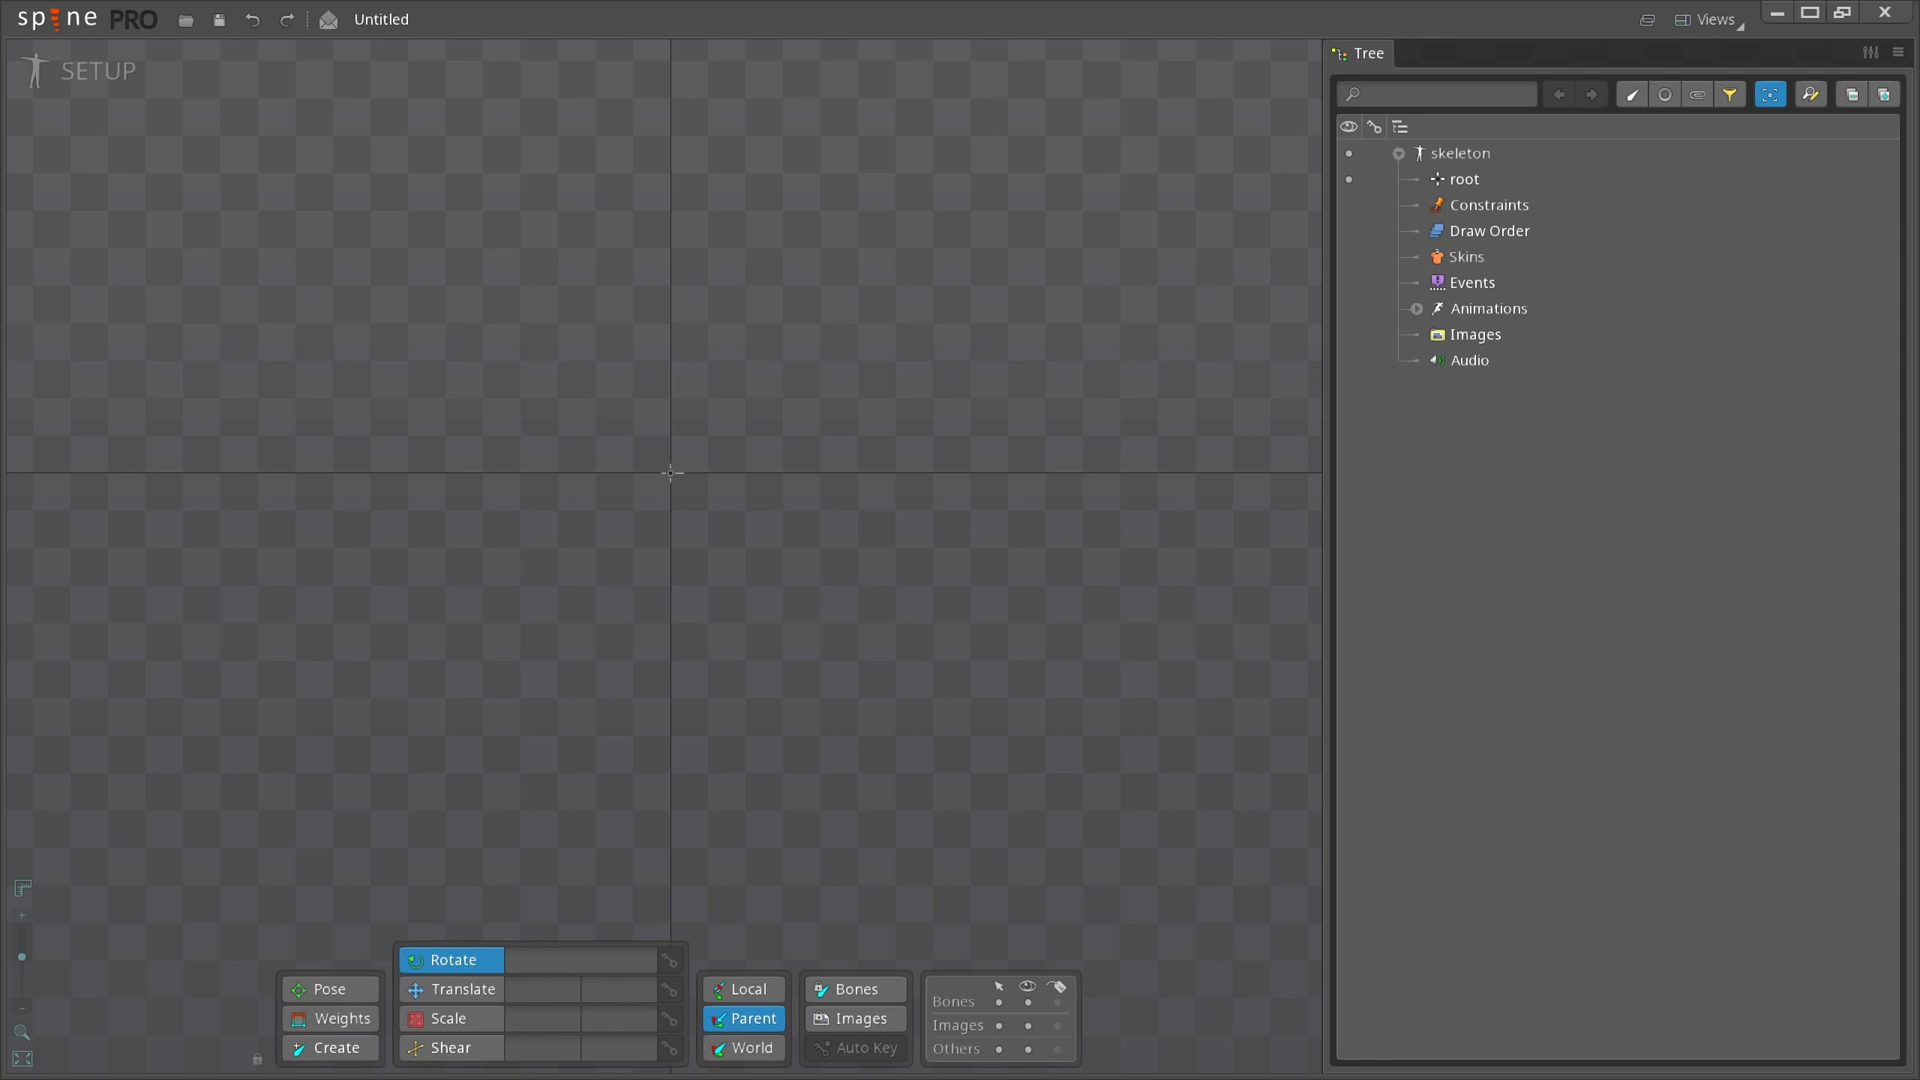 spine PRO
Untitled
Views
SETUP
Tree
skeleton
root
Constraints
Draw Order
Skins
Events
Animations
Images
Audio
Rotate
Pose
Translate
Local
Bones
Weights
Scale
Parent
Images
Create
Shear
World
Auto Key
Bones
Images
Others